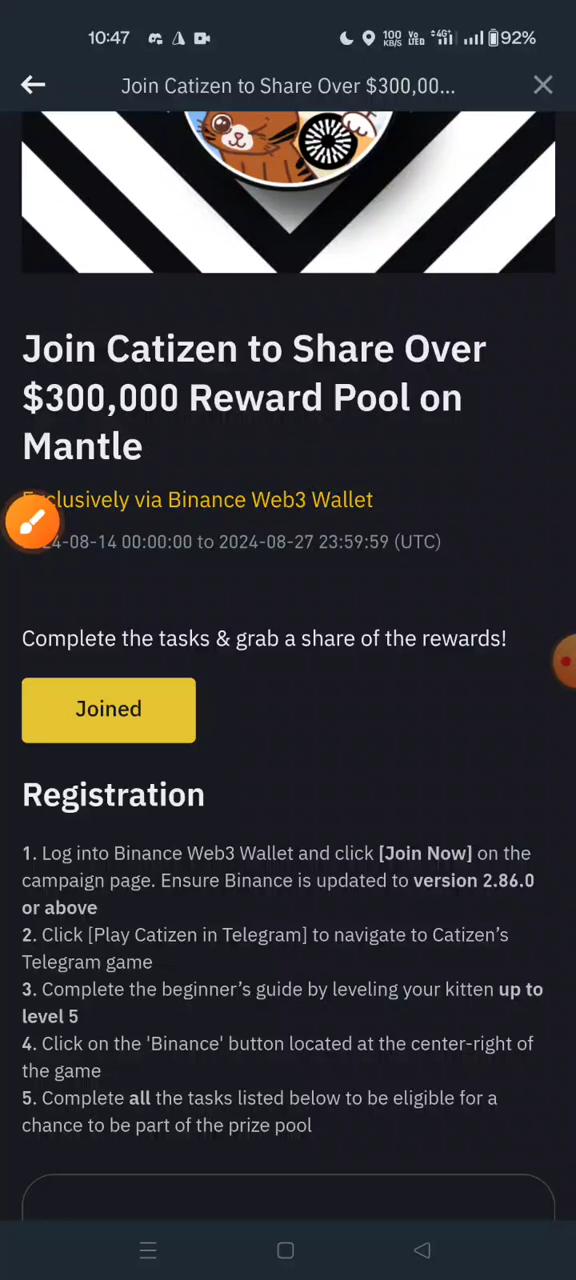 10:47
100 KB/S
Vo LTE
4G+
92%
Join Catizen to Share Over $300,00...
Join Catizen to Share Over
$300,000 Reward Pool on
Mantle
Exclusively via Binance Web3 Wallet
24-08-14 00:00:00 to 2024-08-27 23:59:59 (UTC)
Complete the tasks & grab a share of the rewards!
Joined
Registration
1. Log into Binance Web3 Wallet and click [Join Now] on the
campaign page. Ensure Binance is updated to version 2.86.0
or above
2. Click [Play Catizen in Telegram] to navigate to Catizen’s
Telegram game
3. Complete the beginner’s guide by leveling your kitten up to
level 5
4. Click on the 'Binance' button located at the center-right of
the game
5. Complete all the tasks listed below to be eligible for a
chance to be part of the prize pool